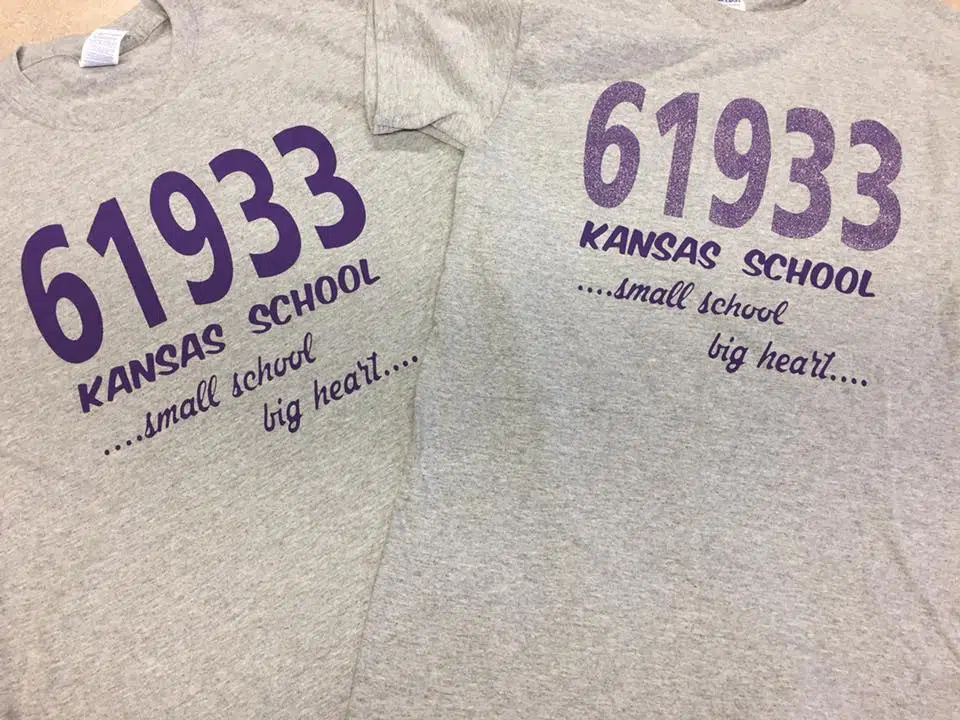 61933
KANSAS SCHOOL
....small school
big heart....
61933
KANSAS SCHOOL
....small school
big heart....